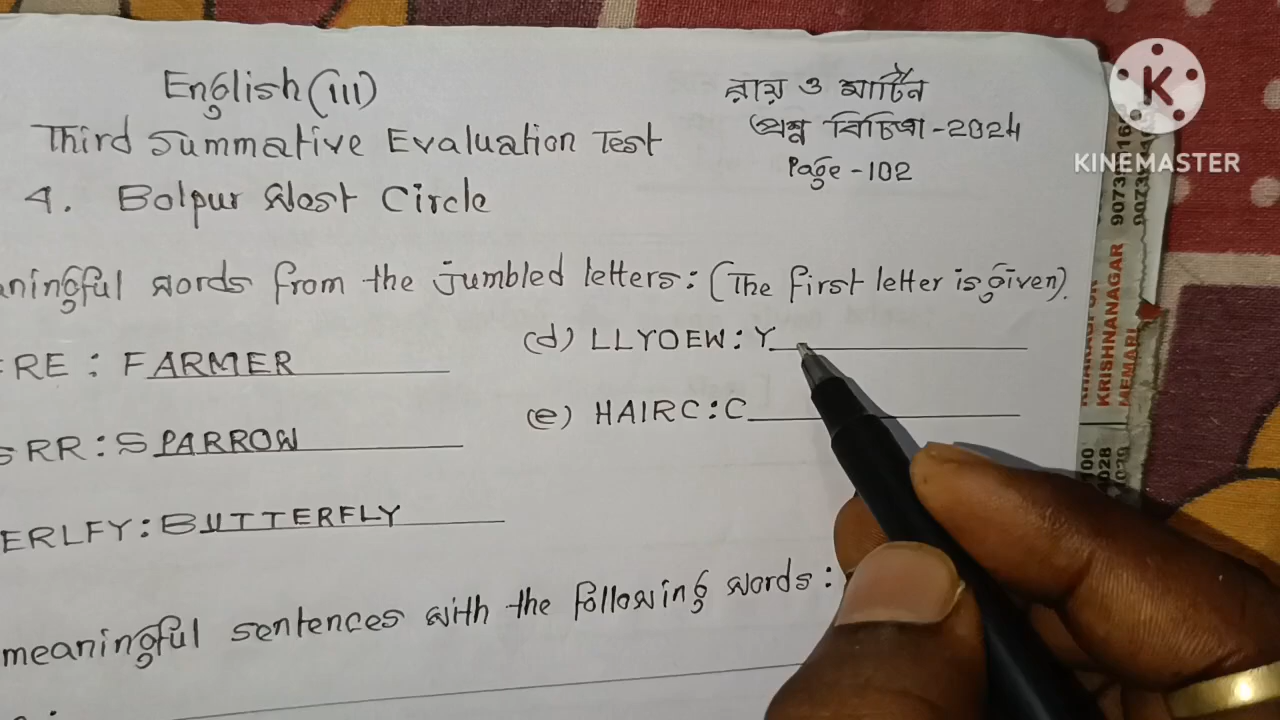 English (III)
রায় ও মার্টিন
প্রশ্ন বিচিত্রা-2024
Page-102
Third Summative Evaluation Test
4. Bolpur West Circle
aningful words from the jumbled letters: (The first letter is given).
RE : FARMER
(d) LLYOEW: Y
(e) HAIRC: C
SRR: SPARROW
ERLFY: BUTTERFLY
meaningful sentences with the following words:
KINEMASTER
KRISHNANAGAR
MEMARI